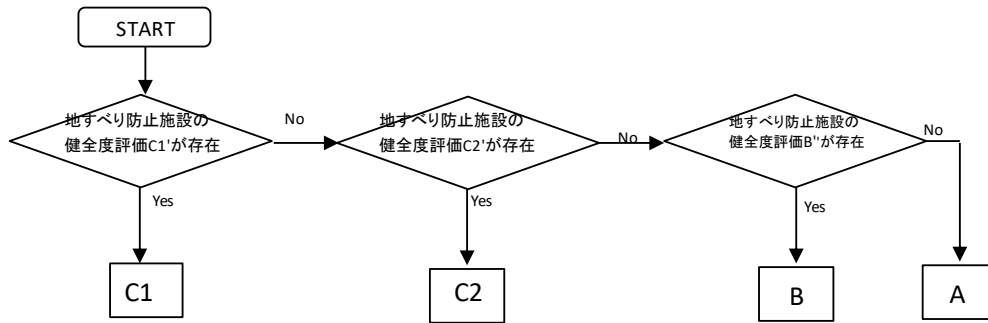 START
地すべり防止施設の
健全度評価C1'が存在
No
地すべり防止施設の
健全度評価C2'が存在
No
地すべり防止施設の
健全度評価B''が存在
No
Yes
Yes
Yes
C1
C2
B
A